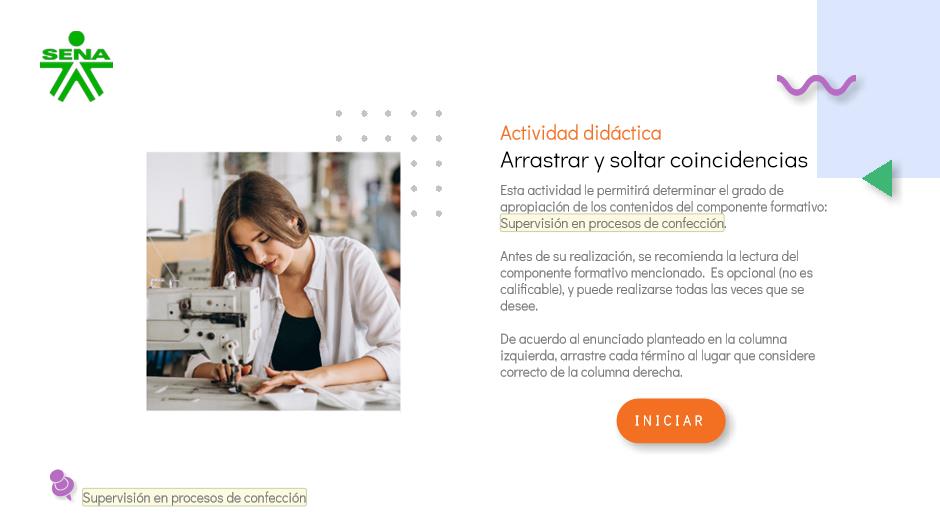 SENA
Actividad didáctica
Arrastrar y soltar coincidencias
Esta actividad le permitirá determinar el grado de
apropiación de los contenidos del componente formativo:
Supervisión en procesos de confección.
Antes de su realización, se recomienda la lectura del
componente formativo mencionado. Es opcional (no es
calificable), y puede realizarse todas las veces que se
desee.
De acuerdo al enunciado planteado en la columna
izquierda, arrastre cada término al lugar que considere
correcto de la columna derecha.
INICIAR
Supervisión en procesos de confección